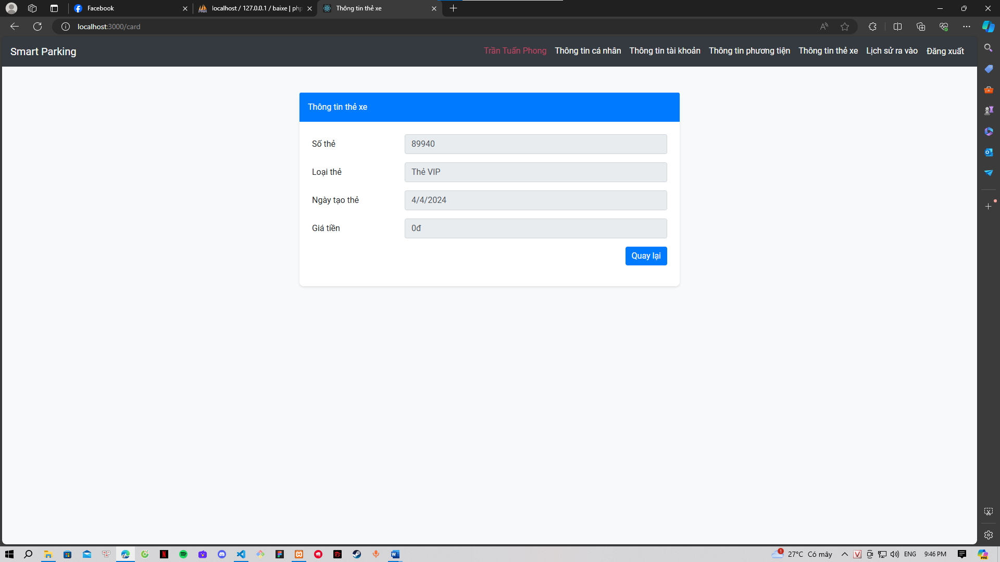 Facebook
localhost / 127.0.0.1 / baixe | php
Thông tin thẻ xe
localhost:3000/card
Smart Parking
Trần Tuấn Phong
Thông tin cá nhân
Thông tin tài khoản
Thông tin phương tiện
Thông tin thẻ xe
Lịch sử ra vào
Đăng xuất
Thông tin thẻ xe
Số thẻ
89940
Loại thẻ
Thẻ VIP
Ngày tạo thẻ
4/4/2024
Giá tiền
0đ
Quay lại
1
27°C Có mây
ENG
9:46 PM
PRE